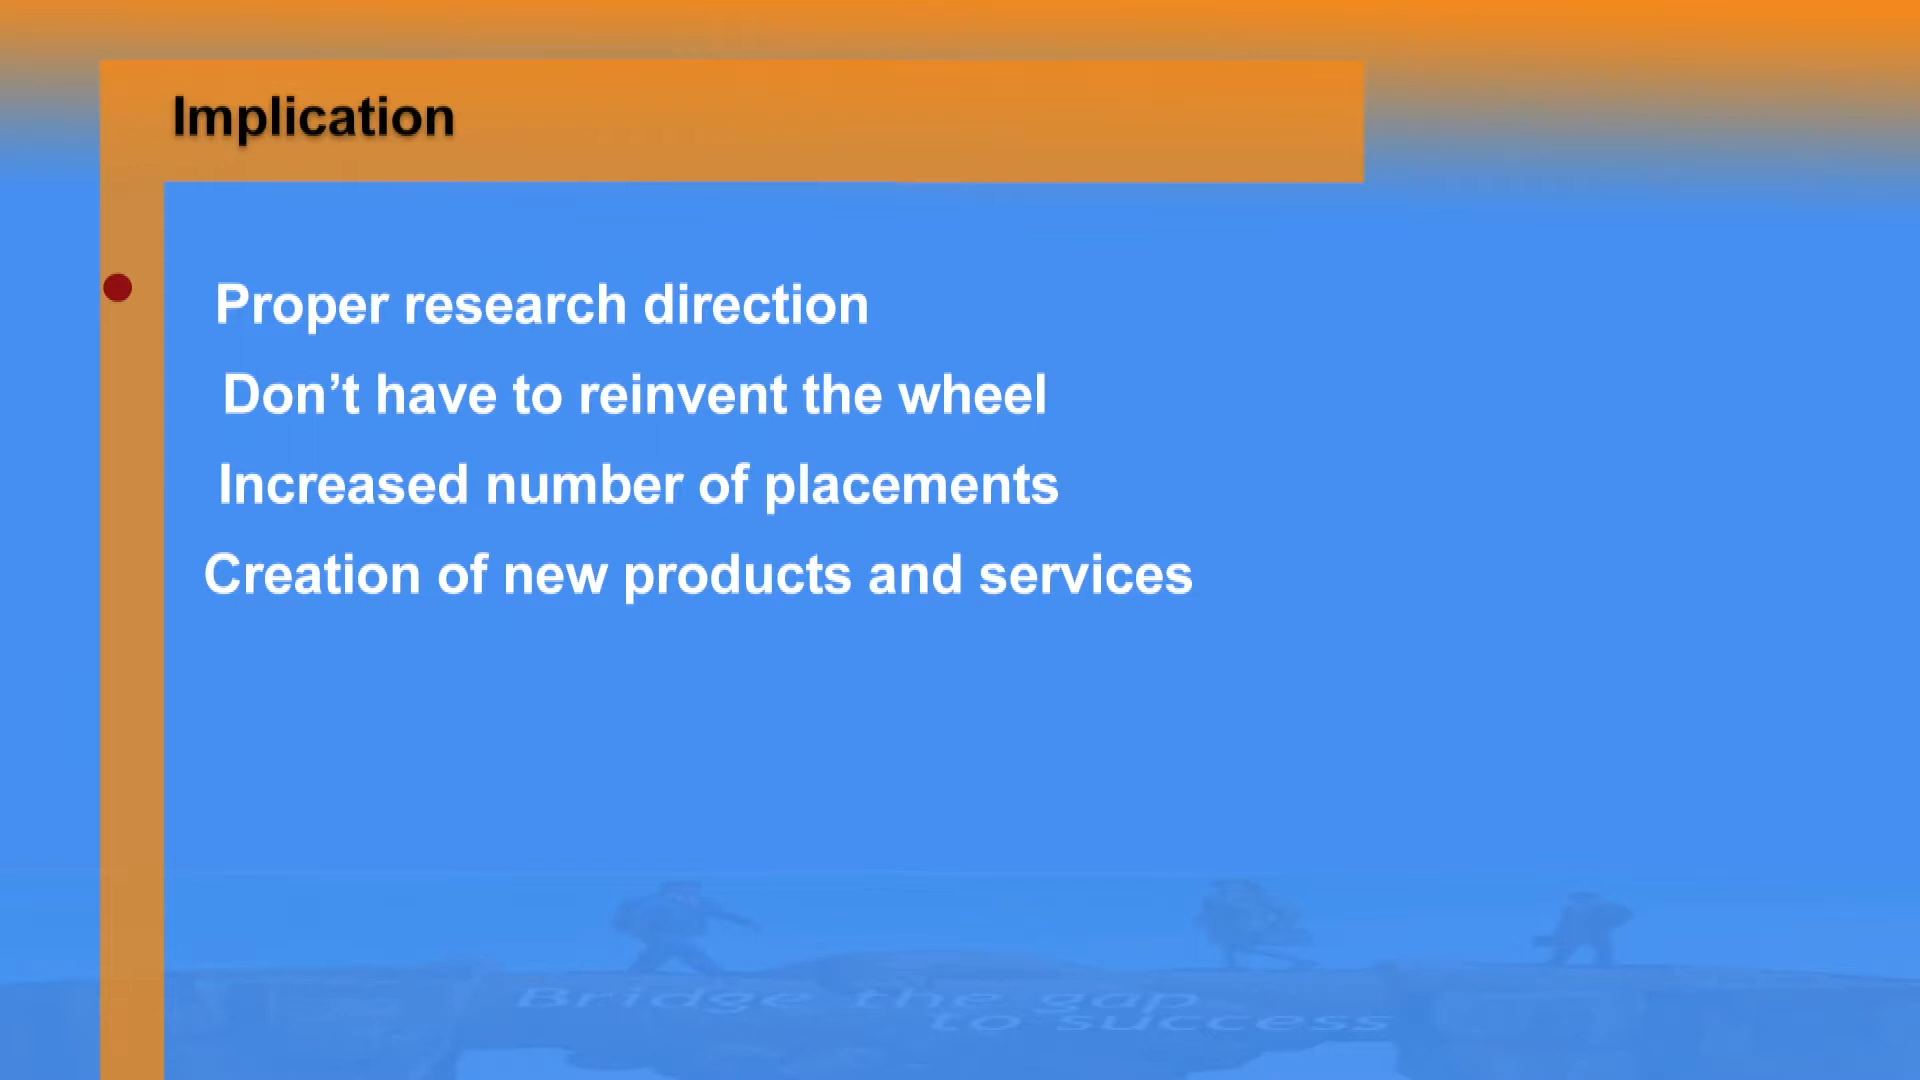 Implication
Proper research direction
Don’t have to reinvent the wheel
Increased number of placements
Creation of new products and services
Bridge the gap
to success